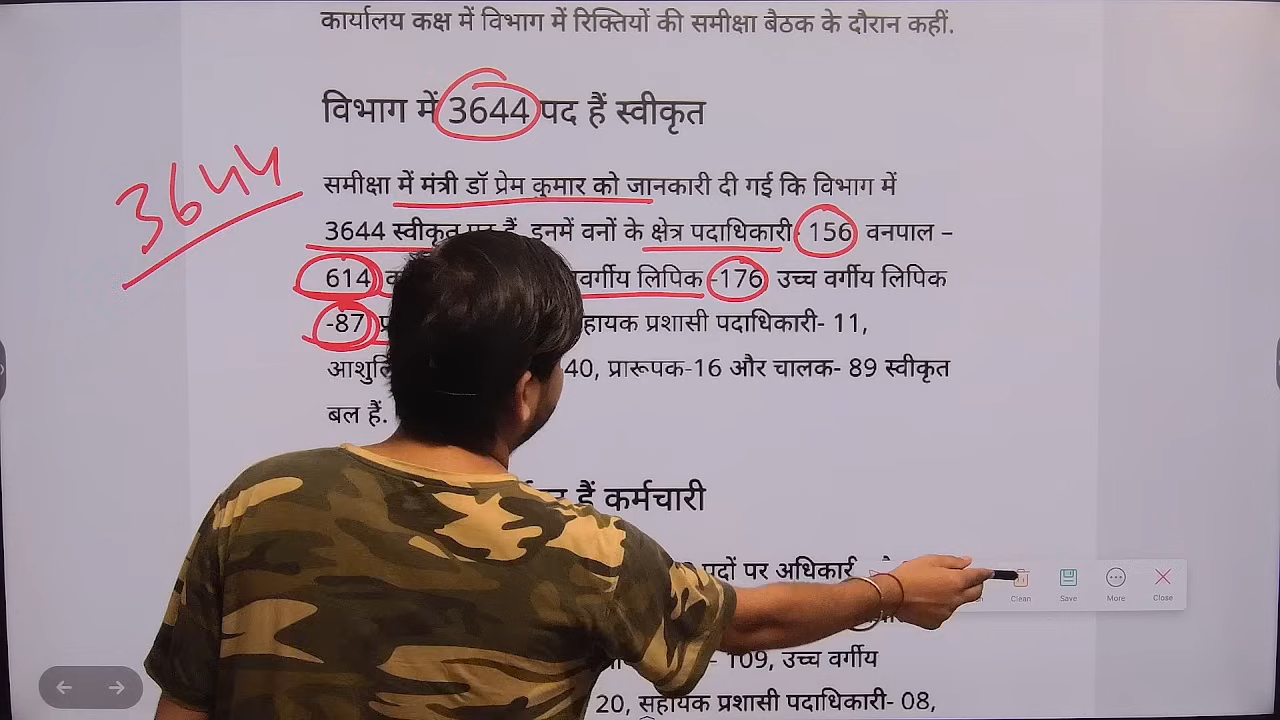 कार्यालय कक्ष में विभाग में रिक्तियों की समीक्षा बैठक के दौरान कहीं.
विभाग में 3644 पद हैं स्वीकृत
3644
समीक्षा में मंत्री डॉ प्रेम कुमार को जानकारी दी गई कि विभाग में
3644 स्वीकृत पद हैं. इनमें वनों के क्षेत्र पदाधिकारी- 156 वनपाल –
614 वर्गीय लिपिक -176 उच्च वर्गीय लिपिक
-87 सहायक प्रशासी पदाधिकारी- 11,
40, प्रारूपक-16 और चालक- 89 स्वीकृत
बल हैं.
हैं कर्मचारी
पदों पर
Clean Save More Close
109, उच्च वर्गीय
20, सहायक प्रशासी पदाधिकारी- 08,